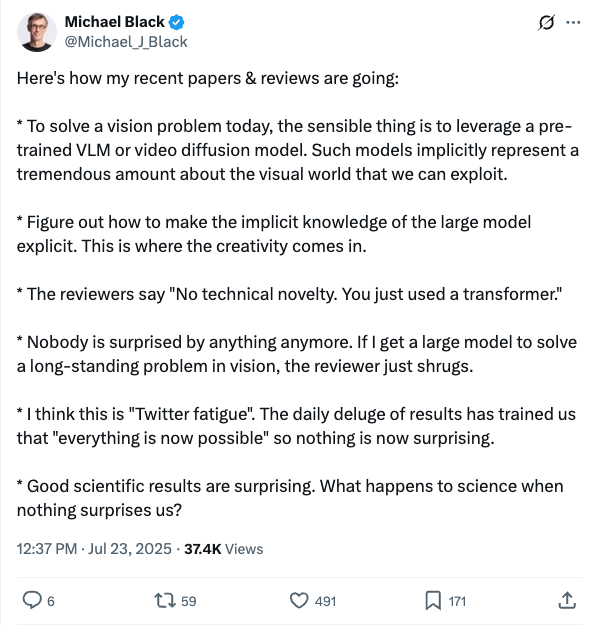 Michael Black
@Michael_J_Black
Here's how my recent papers & reviews are going:
* To solve a vision problem today, the sensible thing is to leverage a pre-
trained VLM or video diffusion model. Such models implicitly represent a
tremendous amount about the visual world that we can exploit.
* Figure out how to make the implicit knowledge of the large model
explicit. This is where the creativity comes in.
* The reviewers say "No technical novelty. You just used a transformer."
* Nobody is surprised by anything anymore. If I get a large model to solve
a long-standing problem in vision, the reviewer just shrugs.
* I think this is "Twitter fatigue". The daily deluge of results has trained us
that "everything is now possible" so nothing is now surprising.
* Good scientific results are surprising. What happens to science when
nothing surprises us?
12:37 PM · Jul 23, 2025 · 37.4K Views
6 59 491 171